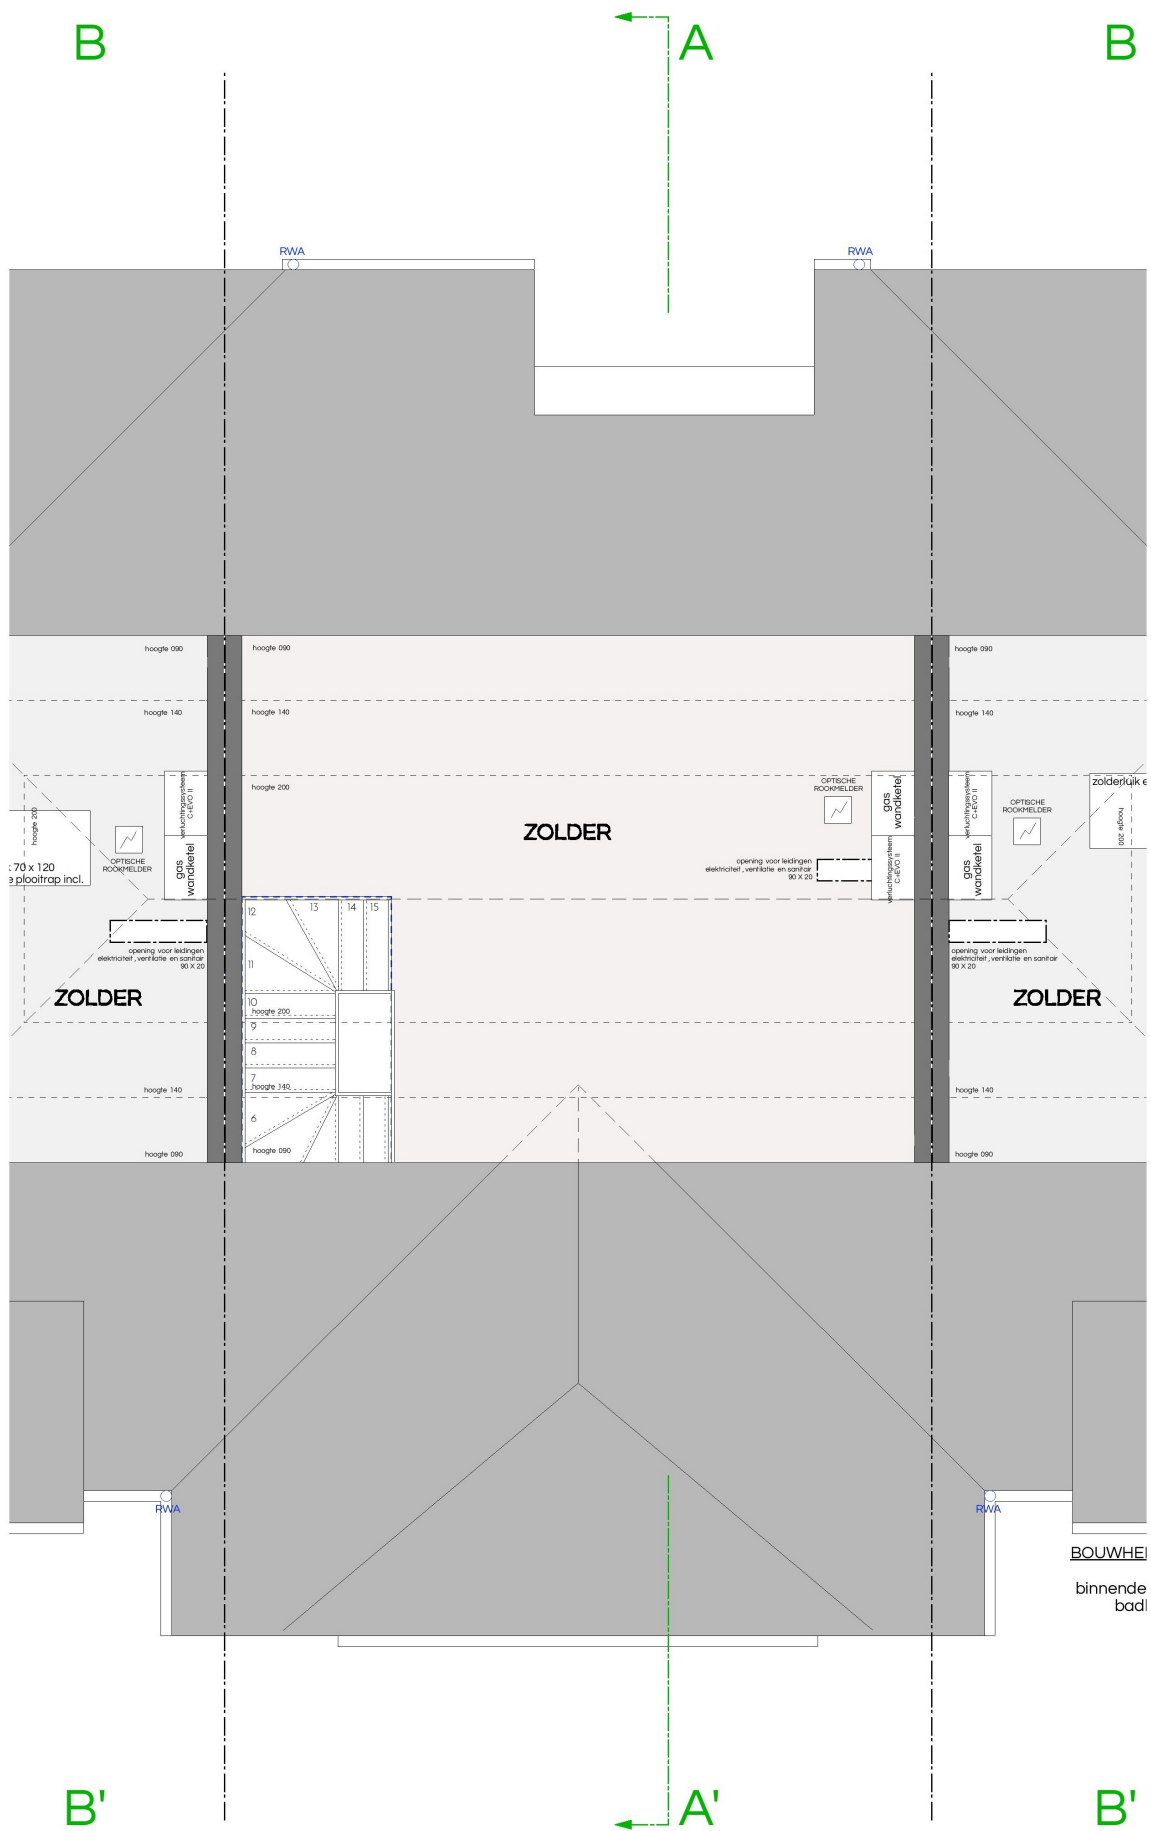 B
A
B
RWA
RWA
hoogte 090
hoogte 090
hoogte 090
hoogte 140
hoogte 140
hoogte 140
hoogte 200
hoogte 200
k 70 x 120
e plooitrap incl.
OPTISCHE
ROOKMELDER
verluchtingssysteem
C+EVO II
gas
wandketel
ZOLDER
OPTISCHE
ROOKMELDER
gas
wandketel
verluchtingssysteem
C+EVO II
opening voor leidingen
elektriciteit , ventilatie en sanitair
90 X 20
verluchtingssysteem
C+EVO II
gas
wandketel
OPTISCHE
ROOKMELDER
zolderluik e
hoogte 200
opening voor leidingen
elektriciteit , ventilatie en sanitair
90 X 20
ZOLDER
opening voor leidingen
elektriciteit , ventilatie en sanitair
90 X 20
ZOLDER
12
13
14
15
11
10
hoogte 200
9
8
7
hoogte 140
6
hoogte 090
hoogte 140
hoogte 090
hoogte 140
hoogte 090
RWA
RWA
BOUWHE
binnende
bad
B'
A'
B'